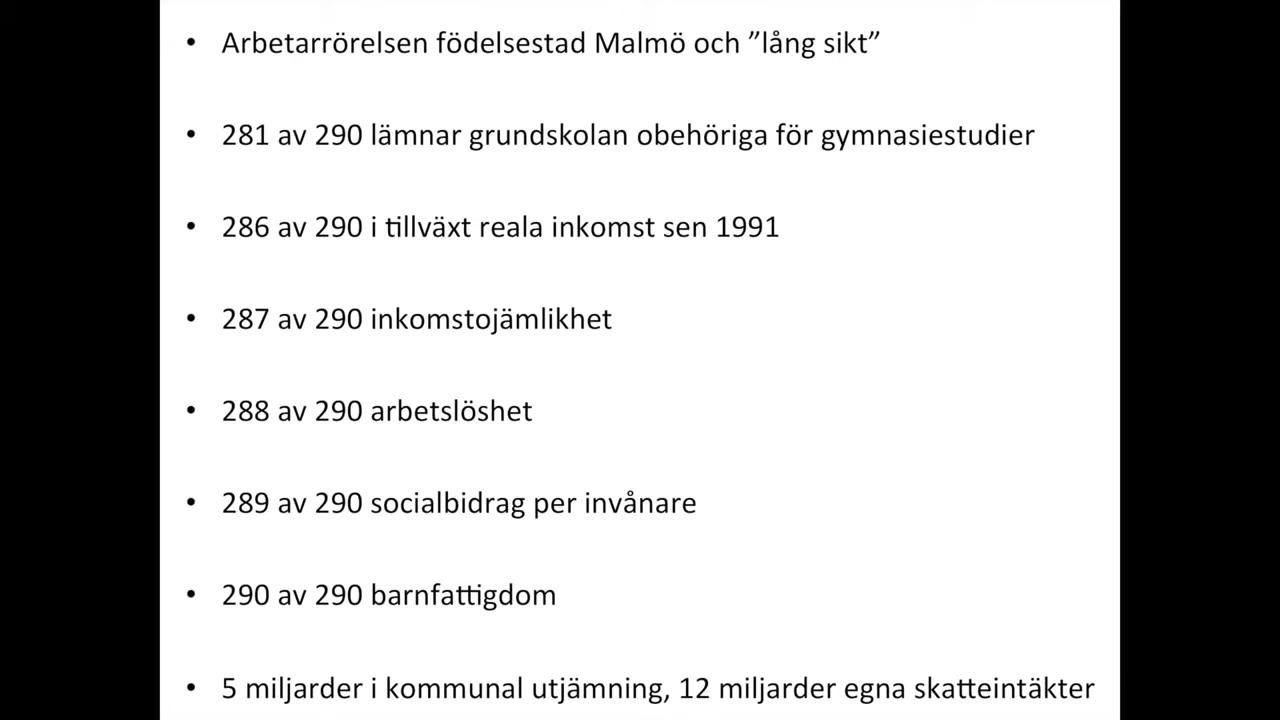 • Arbetarrörelsen födelsestad Malmö och ”lång sikt”
• 281 av 290 lämnar grundskolan obehöriga för gymnasiestudier
• 286 av 290 i tillväxt reala inkomst sen 1991
• 287 av 290 inkomstojämlikhet
• 288 av 290 arbetslöshet
• 289 av 290 socialbidrag per invånare
• 290 av 290 barnfattigdom
• 5 miljarder i kommunal utjämning, 12 miljarder egna skatteintäkter